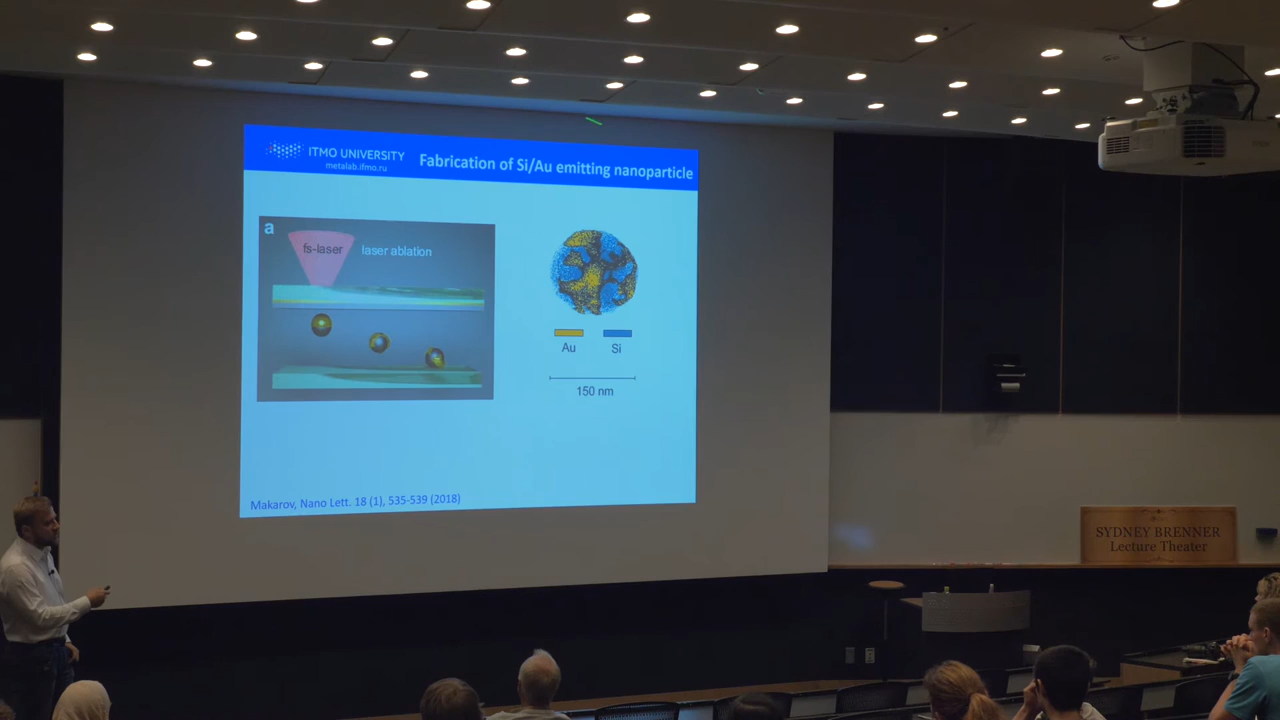 ITMO UNIVERSITY
metalab.ifmo.ru
Fabrication of Si/Au emitting nanoparticle
a
fs-laser
laser ablation
Au
Si
150 nm
Makarov, Nano Lett. 18 (1), 535-539 (2018)
SYDNEY BRENNER
Lecture Theater